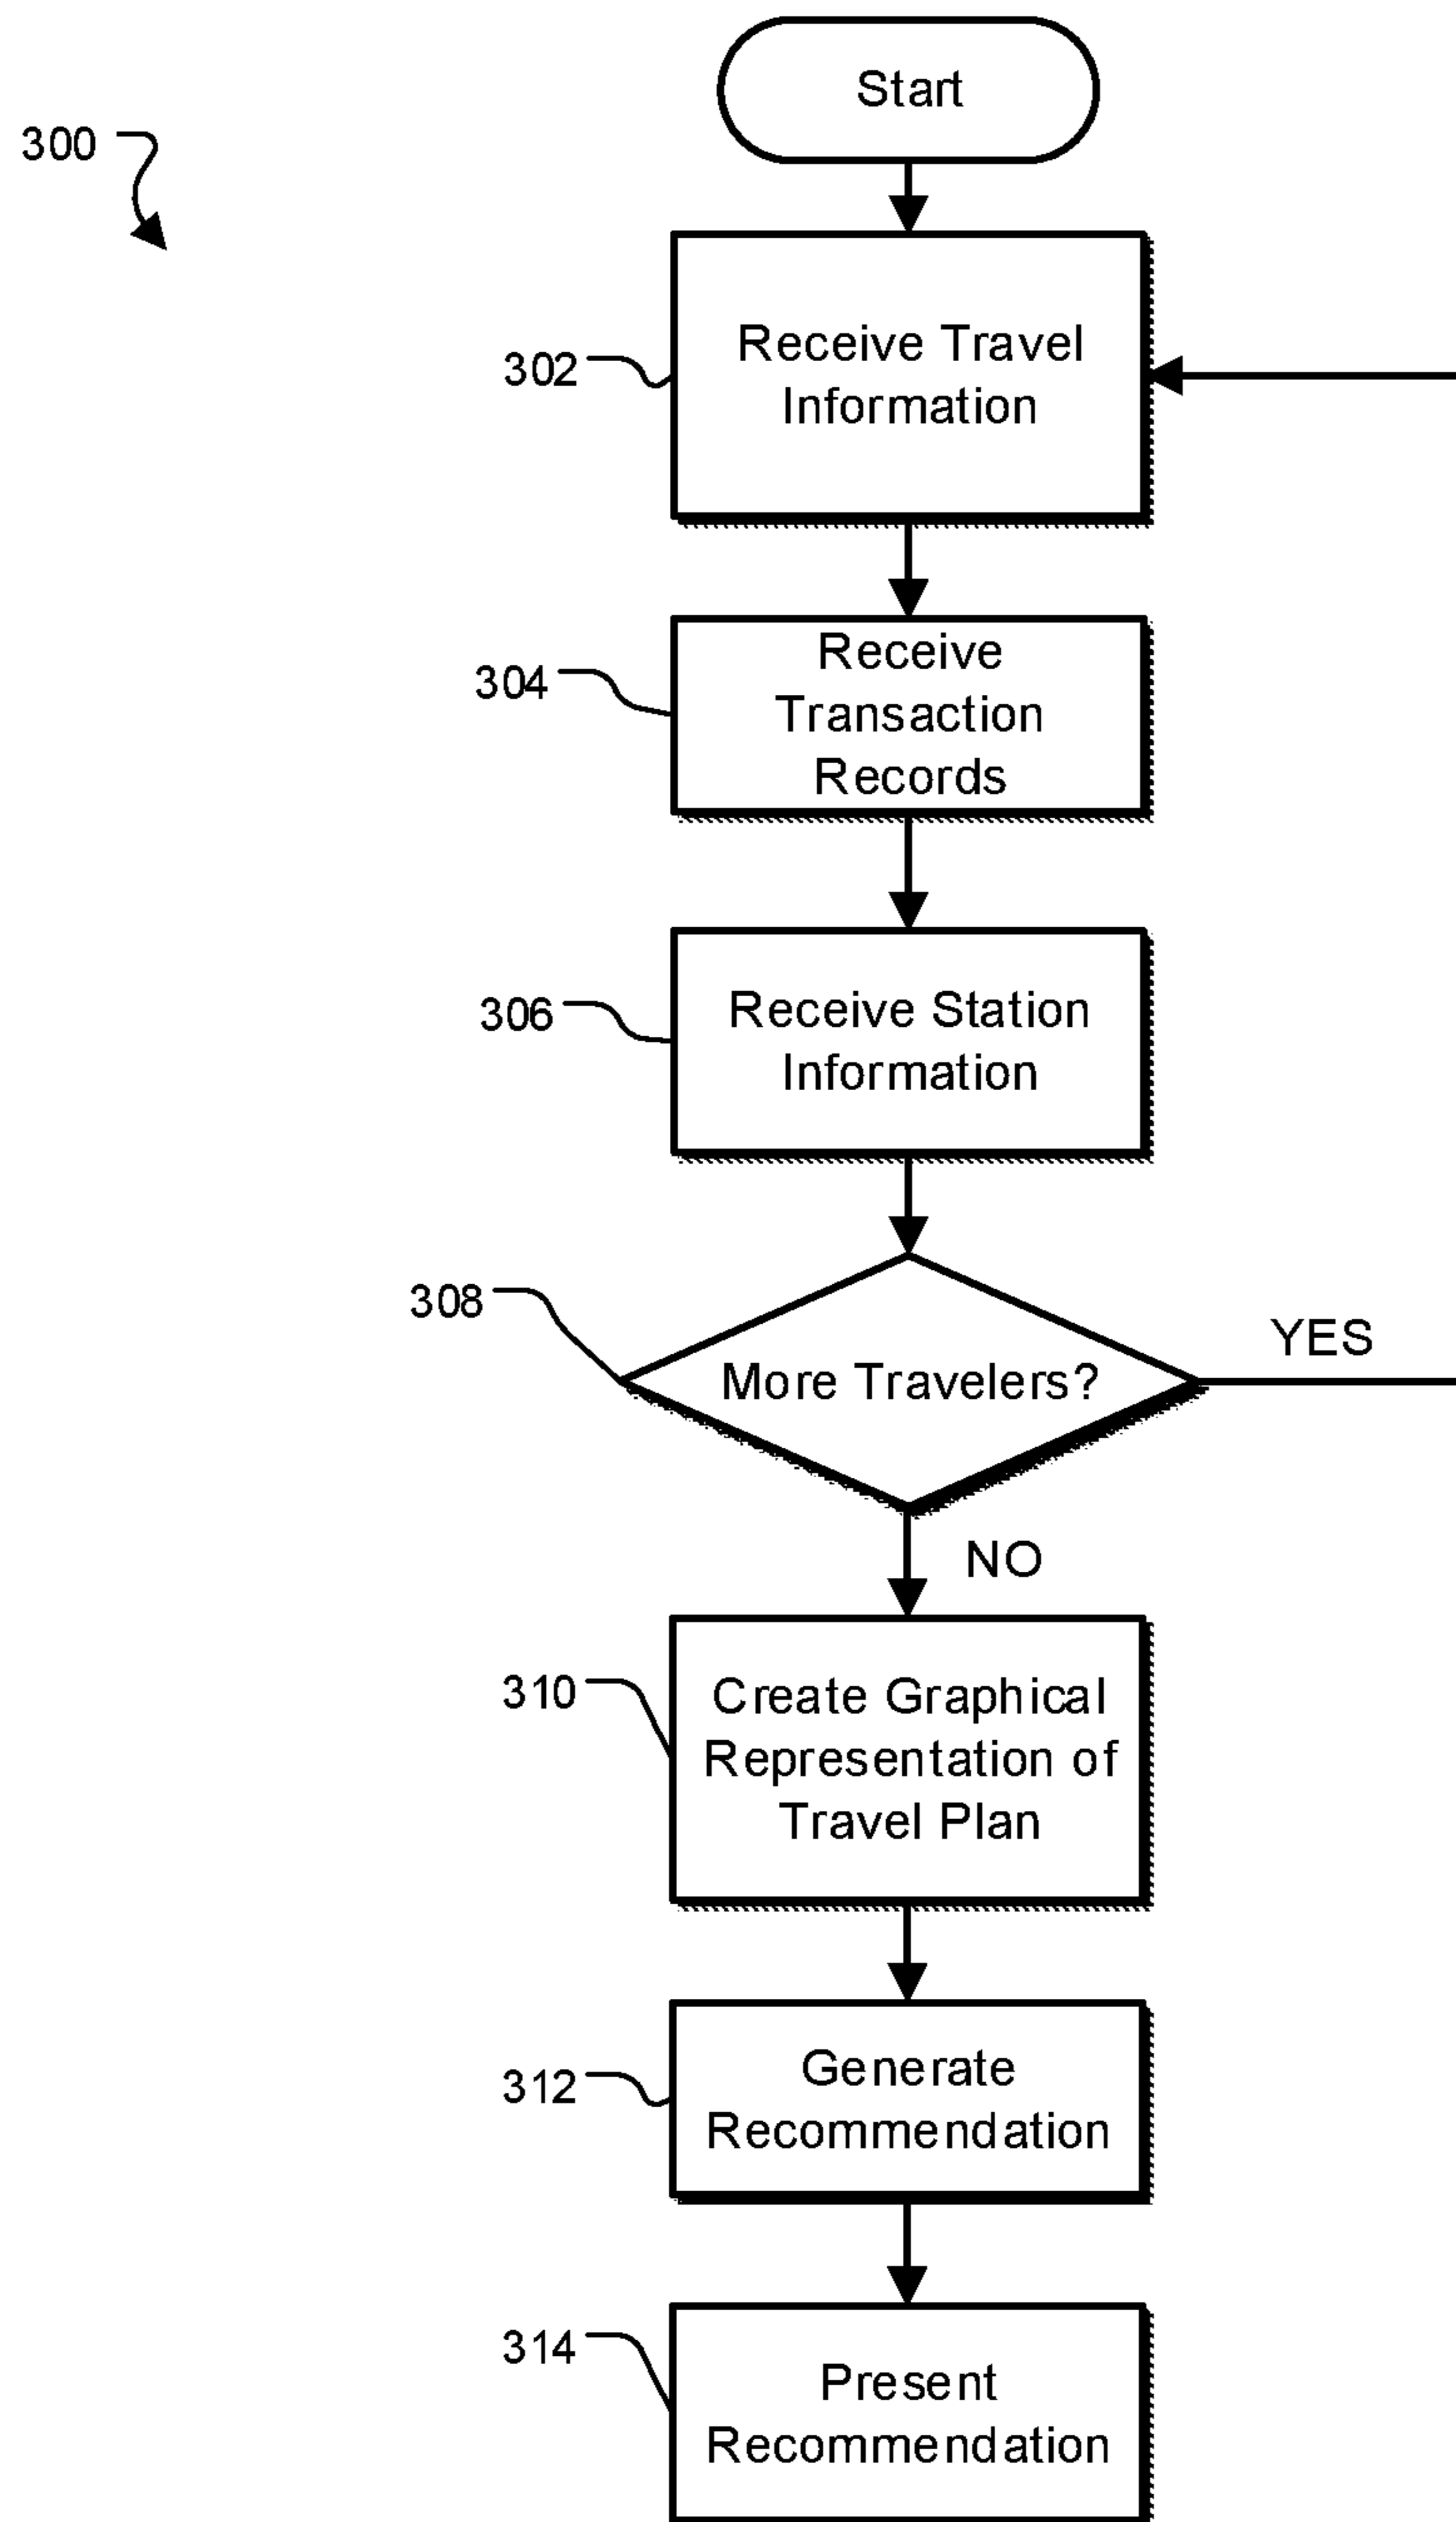 Start
300
Receive Travel
Information
302
Receive
Transaction
Records
304
Receive Station
Information
306
308
More Travelers?
YES
NO
310
Create Graphical
Representation of
Travel Plan
312
Generate
Recommendation
314
Present
Recommendation